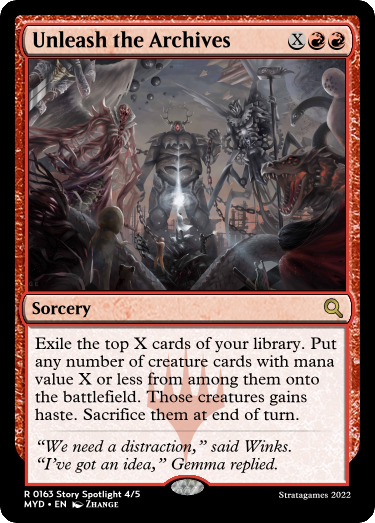 Unleash the Archives X
Sorcery
Exile the top X cards of your library. Put
any number of creature cards with mana
value X or less from among them onto
the battlefield. Those creatures gains
haste. Sacrifice them at end of turn.
“We need a distraction,” said Winks.
“I’ve got an idea,” Gemma replied.
R 0163 Story Spotlight 4/5
MYD • EN ZHANGE
Stratagames 2022